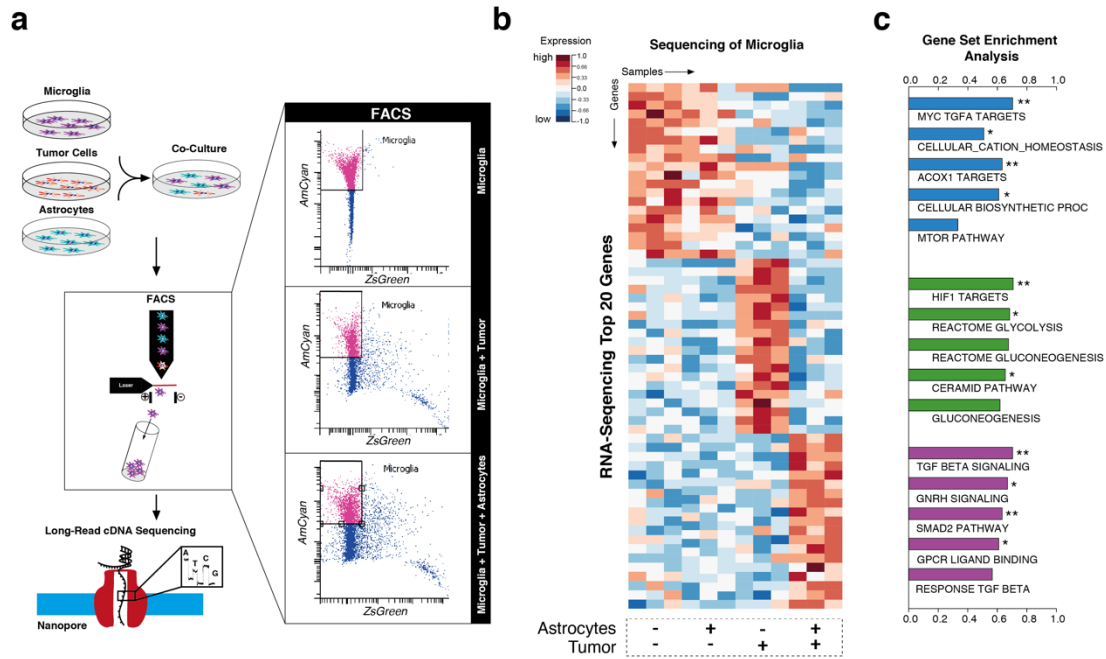 a
Microglia
Tumor Cells
Co-Culture
Astrocytes
FACS
Laser
+
-
Long-Read cDNA Sequencing
A
T
C
G
Nanopore
FACS
Microglia
AmCyan
ZsGreen
Microglia
Microglia
AmCyan
ZsGreen
Microglia + Tumor
Microglia
AmCyan
ZsGreen
Microglia + Tumor + Astrocytes
b
Expression
high
low
1.0
0.66
0.33
0.0
-0.33
-0.66
-1.0
Sequencing of Microglia
Samples
Genes
RNA-Sequencing Top 20 Genes
Astrocytes - + - +
Tumor - - + +
c
Gene Set Enrichment
Analysis
0.0 0.2 0.4 0.6 0.8 1.0
**
MYC TGFA TARGETS
*
CELLULAR_CATION_HOMEOSTASIS
**
ACOX1 TARGETS
*
CELLULAR BIOSYNTHETIC PROC
MTOR PATHWAY
**
HIF1 TARGETS
*
REACTOME GLYCOLYSIS
REACTOME GLUCONEOGENESIS
*
CERAMID PATHWAY
GLUCONEOGENESIS
**
TGF BETA SIGNALING
*
GNRH SIGNALING
**
SMAD2 PATHWAY
*
GPCR LIGAND BINDING
RESPONSE TGF BETA
0.0 0.2 0.4 0.6 0.8 1.0